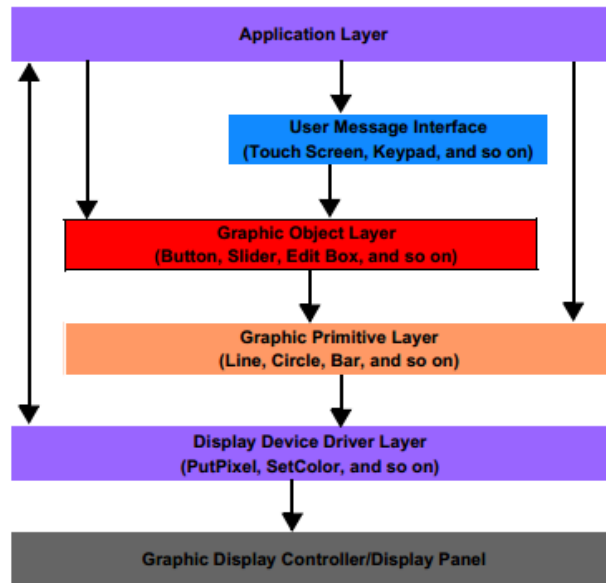 Application Layer
User Message Interface
(Touch Screen, Keypad, and so on)
Graphic Object Layer
(Button, Slider, Edit Box, and so on)
Graphic Primitive Layer
(Line, Circle, Bar, and so on)
Display Device Driver Layer
(PutPixel, SetColor, and so on)
Graphic Display Controller/Display Panel